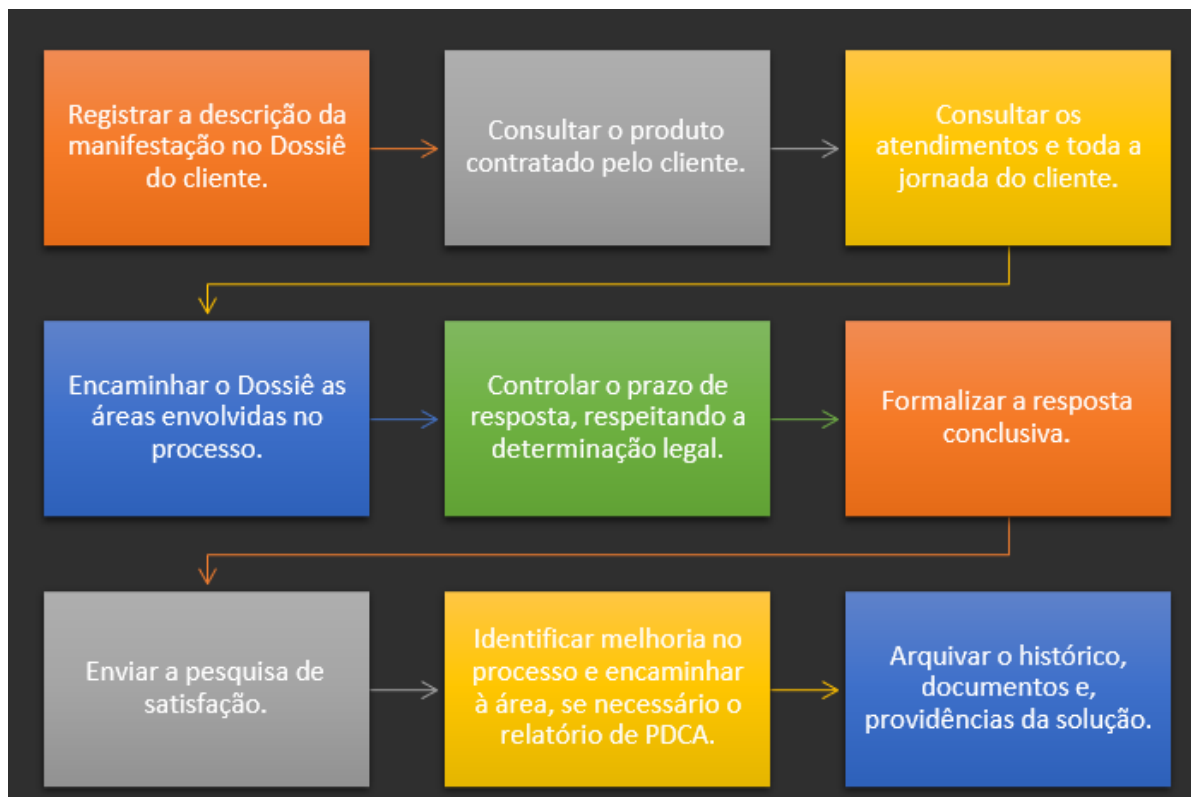 Registrar a descrição da
manifestação no Dossiê
do cliente.
Consultar o produto
contratado pelo cliente.
Consultar os
atendimentos e toda a
jornada do cliente.
Encaminhar o Dossiê as
áreas envolvidas no
processo.
Controlar o prazo de
resposta, respeitando a
determinação legal.
Formalizar a resposta
conclusiva.
Enviar a pesquisa de
satisfação.
Identificar melhoria no
processo e encaminhar
à área, se necessário o
relatório de PDCA.
Arquivar o histórico,
documentos e,
providências da solução.